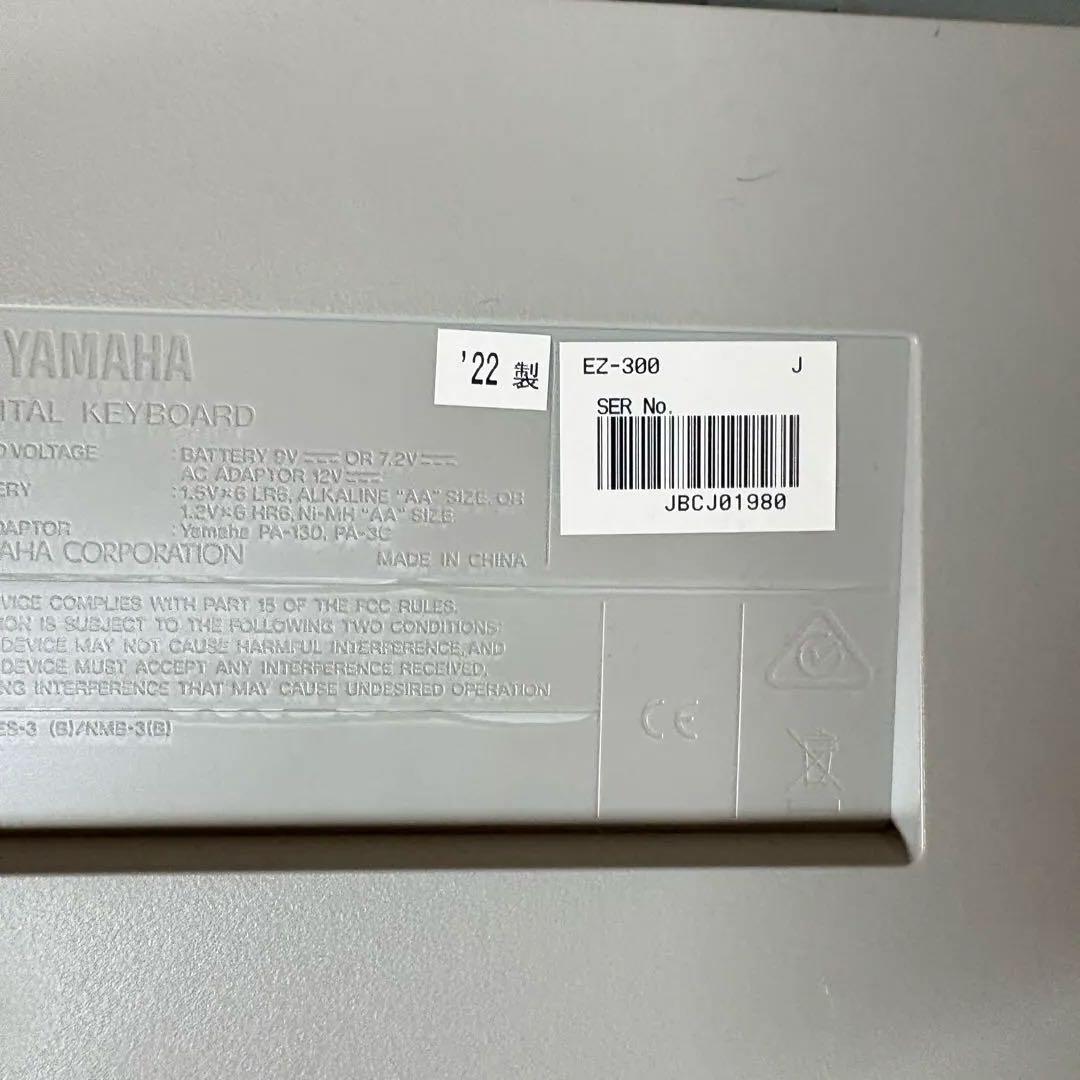 YAMAHA
ITAL KEYBOARD
D VOLTAGE : BATTERY 9V OR 7.2V
AC ADAPTOR 12V
ERY : 1.5V×6 LR6, ALKALINE "AA" SIZE, OR
1.2V×6 HR6, Ni-MH "AA" SIZE
DAPTOR : Yamaha PA-130, PA-3C
AHA CORPORATION MADE IN CHINA
'22 製
EZ-300 J
SER No.
JBCJ01980
VICE COMPLIES WITH PART 15 OF THE FCC RULES.
ION IS SUBJECT TO THE FOLLOWING TWO CONDITIONS:
DEVICE MAY NOT CAUSE HARMFUL INTERFERENCE, AND
DEVICE MUST ACCEPT ANY INTERFERENCE RECEIVED,
NG INTERFERENCE THAT MAY CAUSE UNDESIRED OPERATION
ES-3 (B)/NMB-3(B)
CE